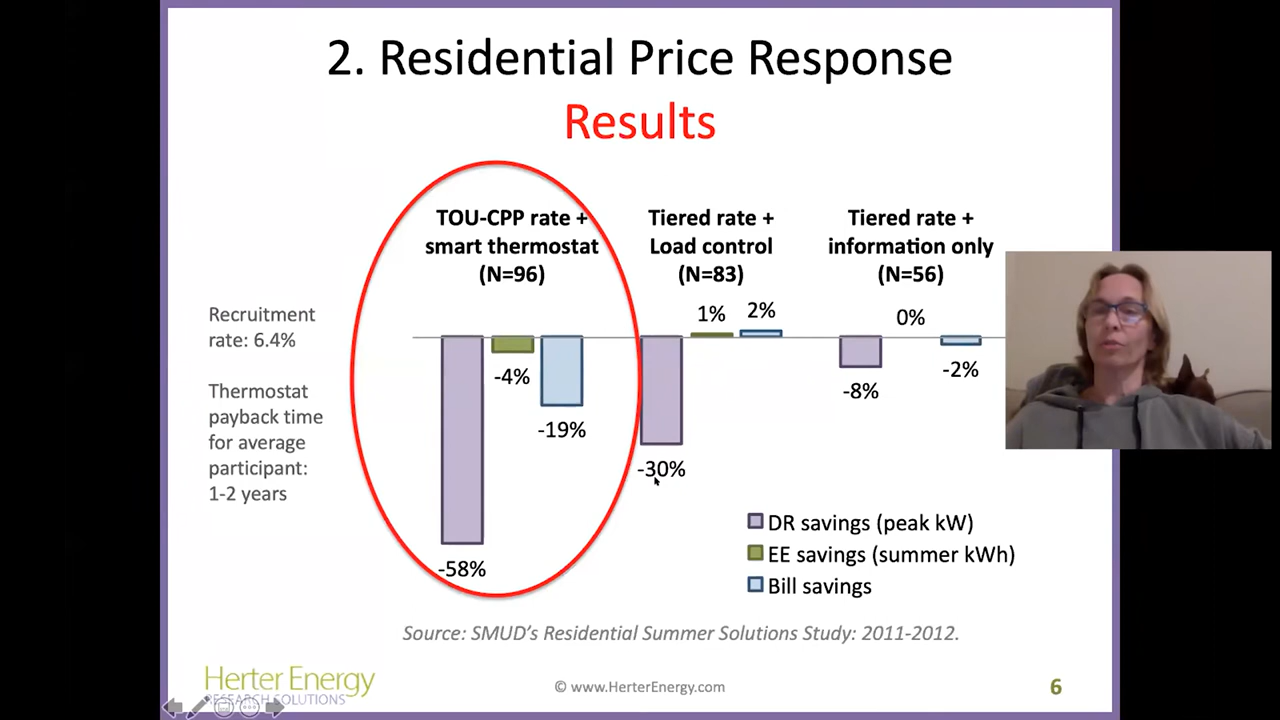 2. Residential Price Response
Results
TOU-CPP rate +
smart thermostat
(N=96)
Tiered rate +
Load control
(N=83)
Tiered rate +
information only
(N=56)
Recruitment
rate: 6.4%
Thermostat
payback time
for average
participant:
1-2 years
-58%
-4%
-19%
-30%
1%
2%
-8%
0%
-2%
DR savings (peak kW)
EE savings (summer kWh)
Bill savings
Source: SMUD's Residential Summer Solutions Study: 2011-2012.
Herter Energy
RESEARCH SOLUTIONS
© www.HerterEnergy.com
6